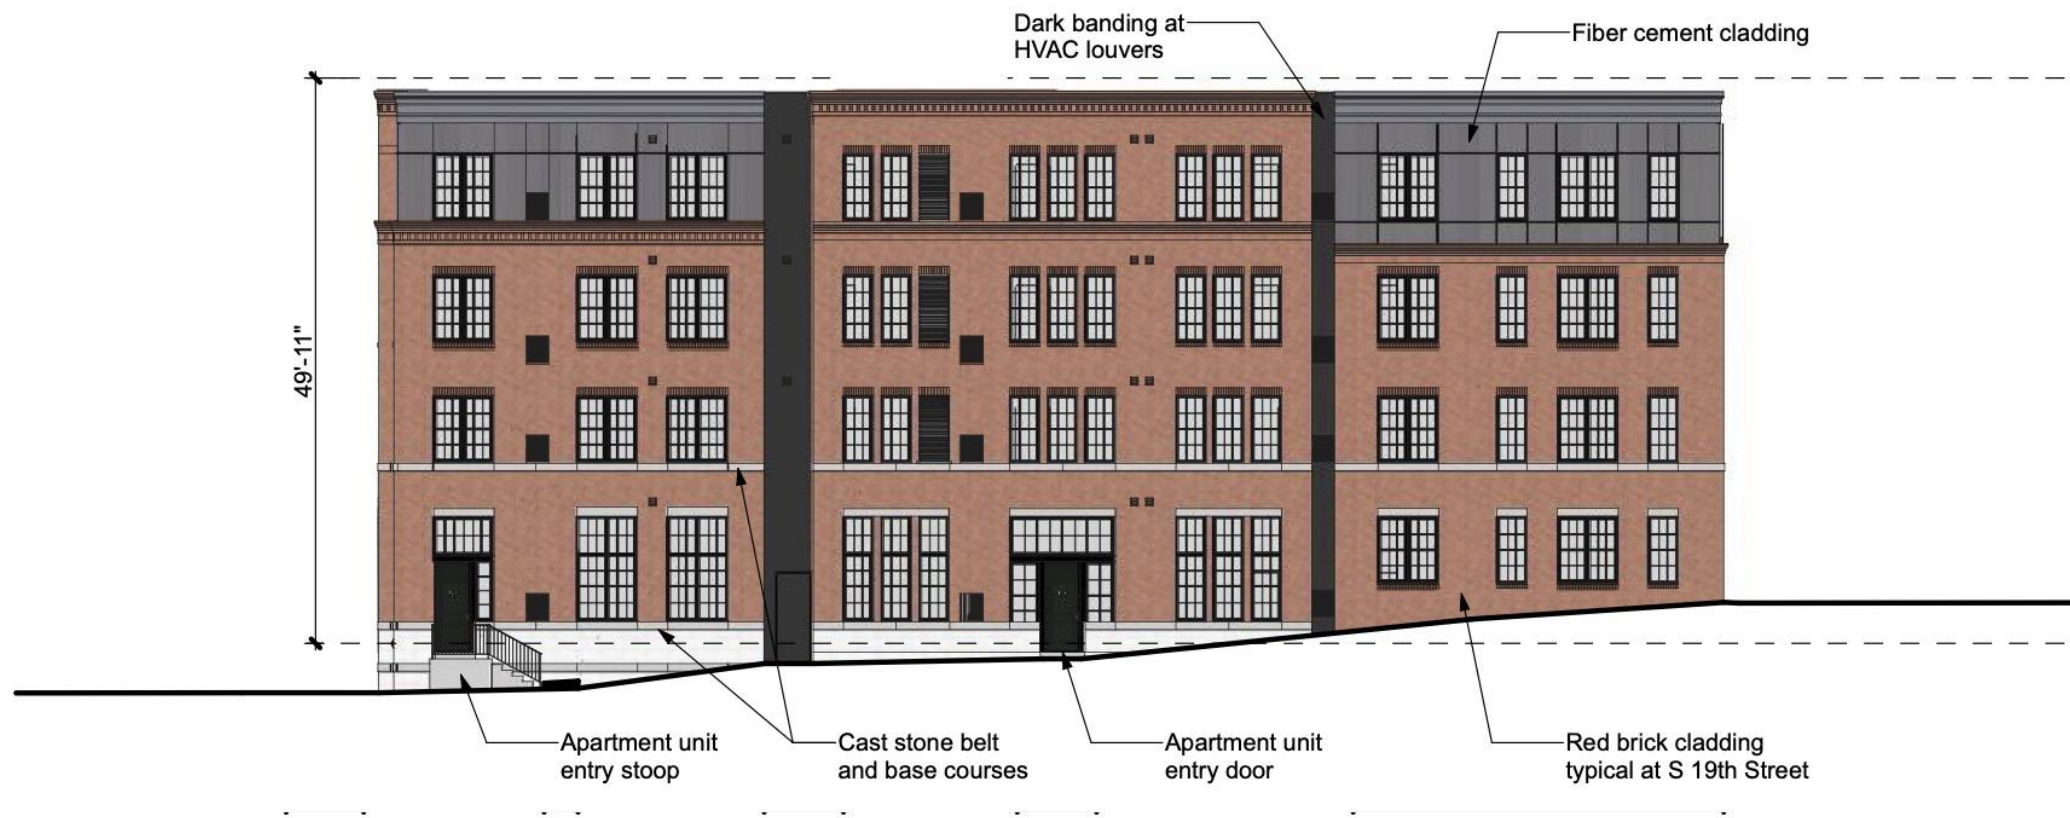 Dark banding at
HVAC louvers
Fiber cement cladding
49'-11"
Apartment unit
entry stoop
Cast stone belt
and base courses
Apartment unit
entry door
Red brick cladding
typical at S 19th Street